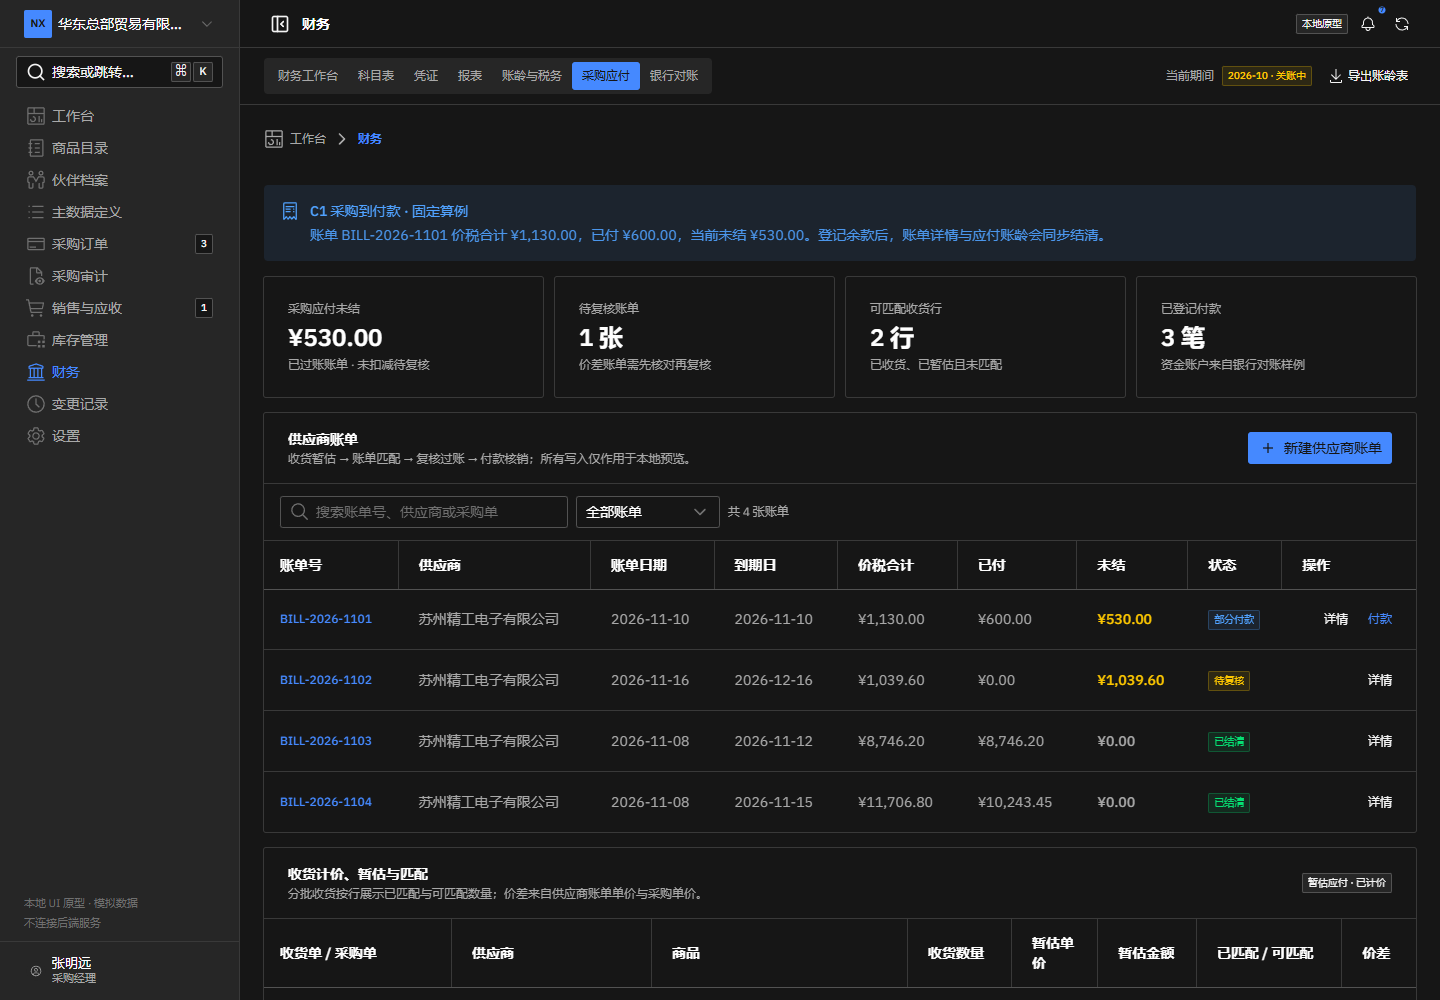 NX 华东总部贸易有限...
搜索或跳转... ⌘ K
工作台
商品目录
伙伴档案
主数据定义
采购订单 3
采购审计
销售与应收 1
库存管理
财务
变更记录
设置
本地 UI 原型 · 模拟数据
不连接后端服务
张明远
采购经理
财务
本地原型
财务工作台 科目表 凭证 报表 账龄与税务 采购应付 银行对账
当前期间 2026-10 · 关账中 导出账龄表
工作台 财务
C1 采购到付款 · 固定算例
账单 BILL-2026-1101 价税合计 ¥1,130.00，已付 ¥600.00，当前未结 ¥530.00。登记余款后，账单详情与应付账龄会同步结清。
采购应付未结
¥530.00
已过账账单 · 未扣减待复核
待复核账单
1 张
价差账单需先核对再复核
可匹配收货行
2 行
已收货、已暂估且未匹配
已登记付款
3 笔
资金账户来自银行对账样例
供应商账单
收货暂估 → 账单匹配 → 复核过账 → 付款核销；所有写入仅作用于本地预览。
新建供应商账单
搜索账单号、供应商或采购单 全部账单 共 4 张账单
账单号 供应商 账单日期 到期日 价税合计 已付 未结 状态 操作
BILL-2026-1101 苏州精工电子有限公司 2026-11-10 2026-11-10 ¥1,130.00 ¥600.00 ¥530.00 部分付款 详情 付款
BILL-2026-1102 苏州精工电子有限公司 2026-11-16 2026-12-16 ¥1,039.60 ¥0.00 ¥1,039.60 待复核 详情
BILL-2026-1103 苏州精工电子有限公司 2026-11-08 2026-11-12 ¥8,746.20 ¥8,746.20 ¥0.00 已结清 详情
BILL-2026-1104 苏州精工电子有限公司 2026-11-08 2026-11-15 ¥11,706.80 ¥10,243.45 ¥0.00 已结清 详情
收货计价、暂估与匹配
分批收货按行展示已匹配与可匹配数量；价差来自供应商账单单价与采购单价。
暂估应付 · 已计价
收货单 / 采购单 供应商 商品 收货数量 暂估单价 暂估金额 已匹配 / 可匹配 价差